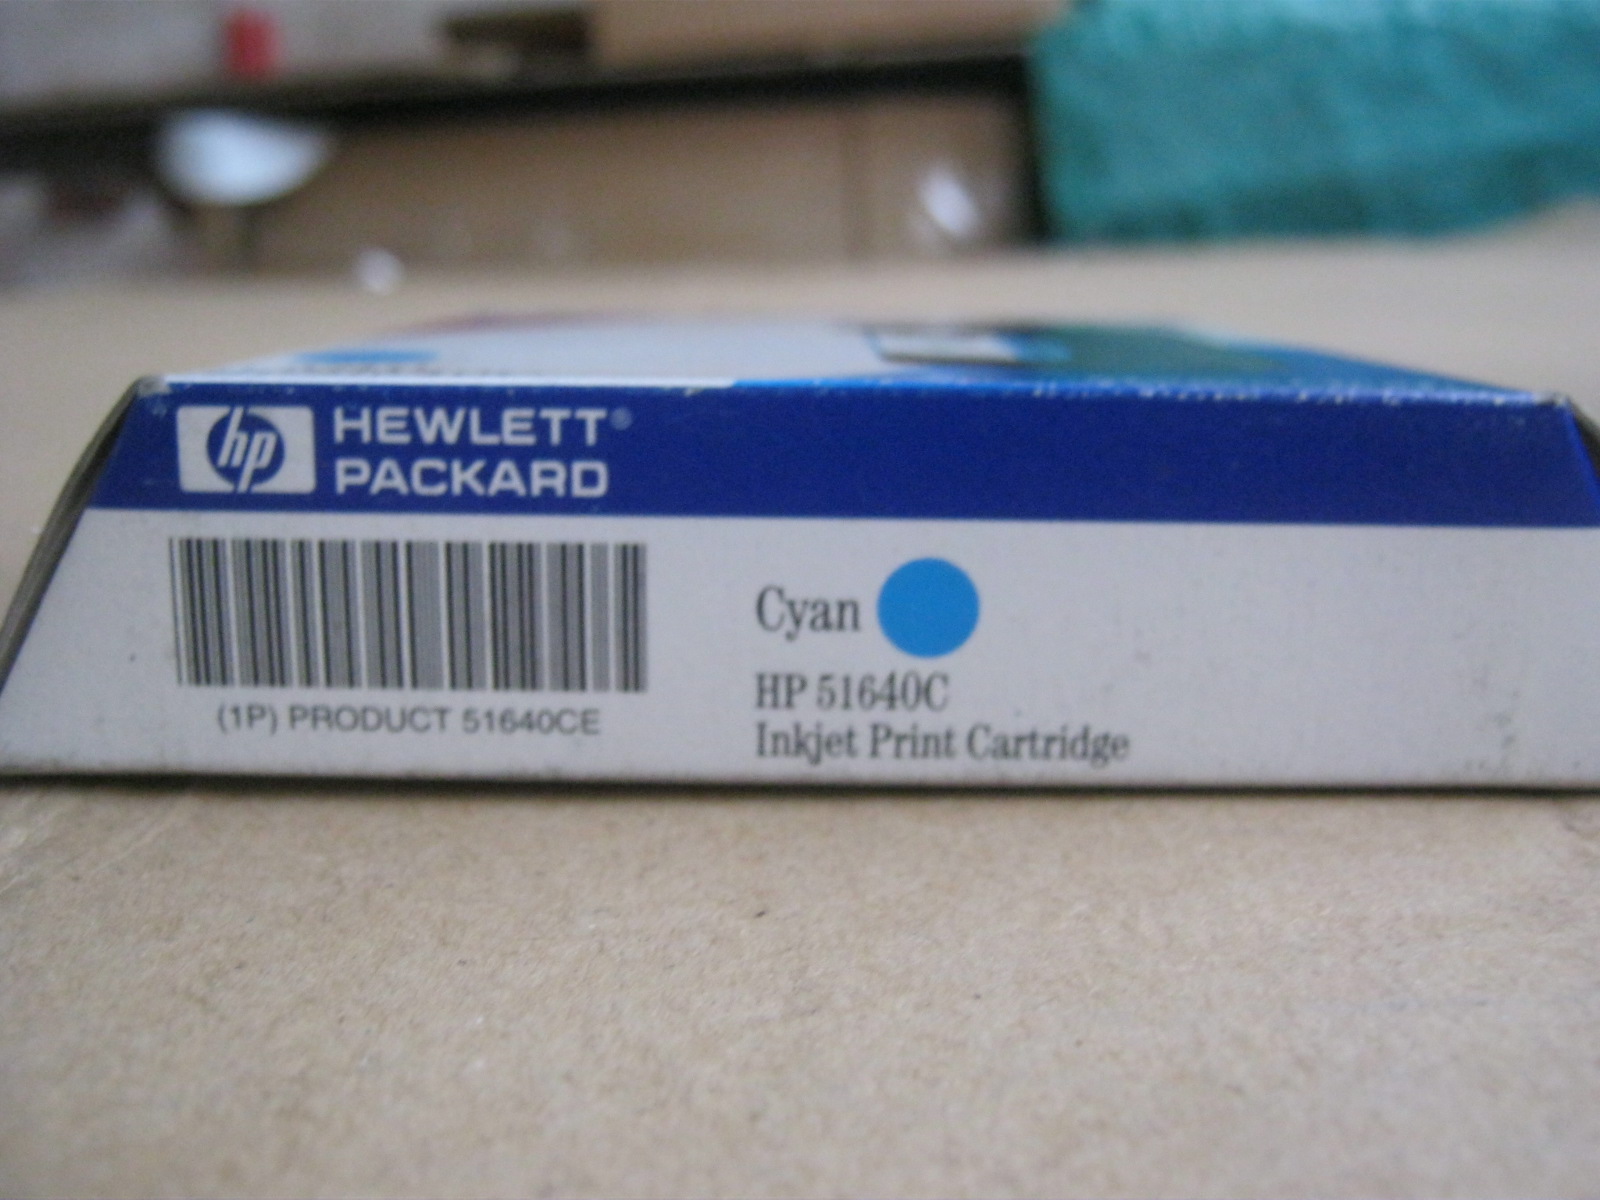 hp HEWLETT®
PACKARD
(1P) PRODUCT 51640CE
Cyan
HP 51640C
Inkjet Print Cartridge